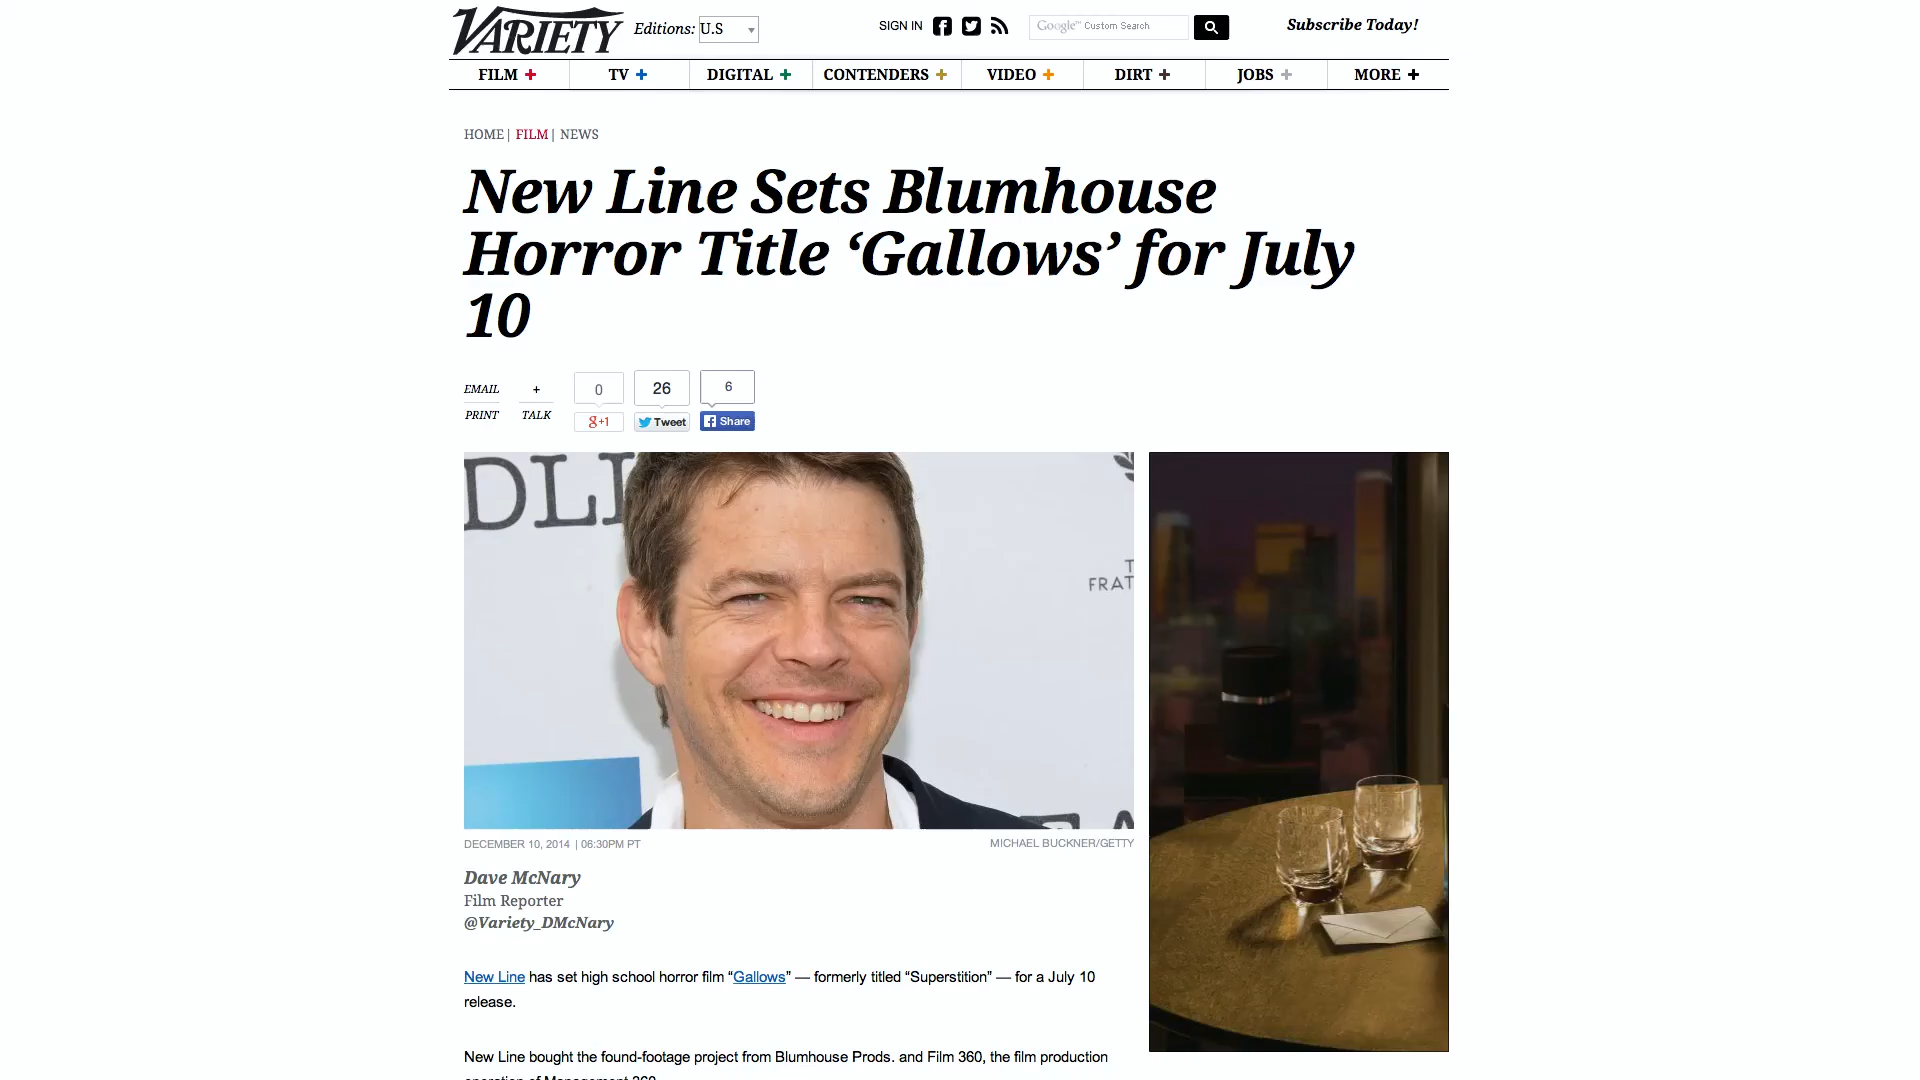 VARIETY
Editions: U.S
SIGN IN
Google™ Custom Search
Subscribe Today!
FILM + TV + DIGITAL + CONTENDERS + VIDEO + DIRT + JOBS + MORE +
HOME | FILM | NEWS
New Line Sets Blumhouse
Horror Title ‘Gallows’ for July
10
EMAIL
PRINT
+
TALK
0
g+1
26
Tweet
6
Share
DLI
T
FRAT
EA
DECEMBER 10, 2014 | 06:30PM PT
MICHAEL BUCKNER/GETTY
Dave McNary
Film Reporter
@Variety_DMcNary
New Line has set high school horror film “Gallows” — formerly titled “Superstition” — for a July 10
release.
New Line bought the found-footage project from Blumhouse Prods. and Film 360, the film production
operation of Management 360.